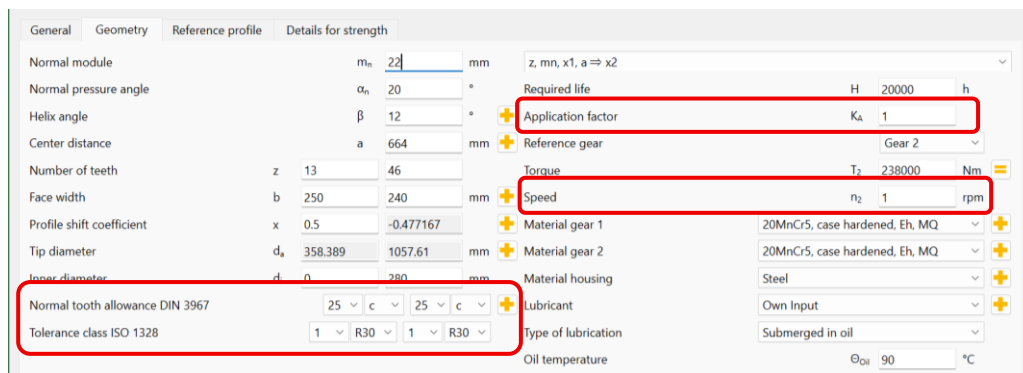 General Geometry Reference profile Details for strength
Normal module mn 22 mm z, mn, x1, a ⇒ x2
Normal pressure angle αn 20 ° Required life H 20000 h
Helix angle β 12 ° Application factor KA 1
Center distance a 664 mm Reference gear Gear 2
Number of teeth z 13 46 Torque T2 238000 Nm
Face width b 250 240 mm Speed n2 1 rpm
Profile shift coefficient x 0.5 -0.477167 Material gear 1 20MnCr5, case hardened, Eh, MQ
Tip diameter da 358.389 1057.61 mm Material gear 2 20MnCr5, case hardened, Eh, MQ
Inner diameter di 0 280 mm Material housing Steel
Normal tooth allowance DIN 3967 25 c 25 c Lubricant Own Input
Tolerance class ISO 1328 1 R30 1 R30 Type of lubrication Submerged in oil
Oil temperature ΘOil 90 °C